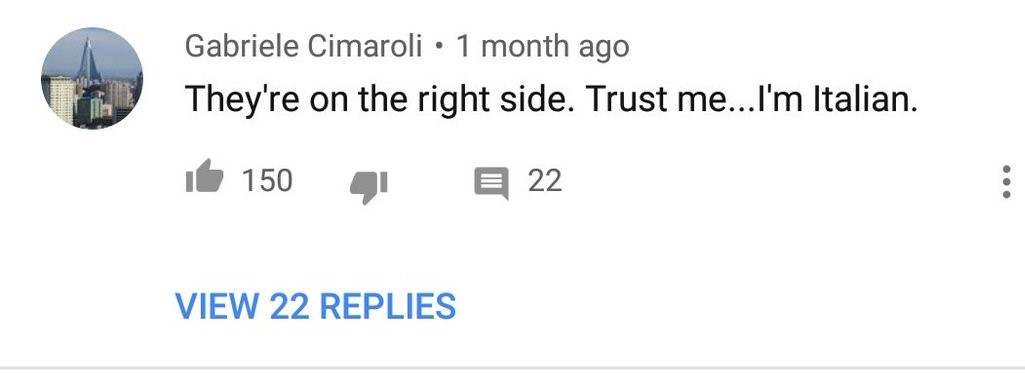 Gabriele Cimaroli • 1 month ago
They're on the right side. Trust me...I'm Italian.
150 22
VIEW 22 REPLIES